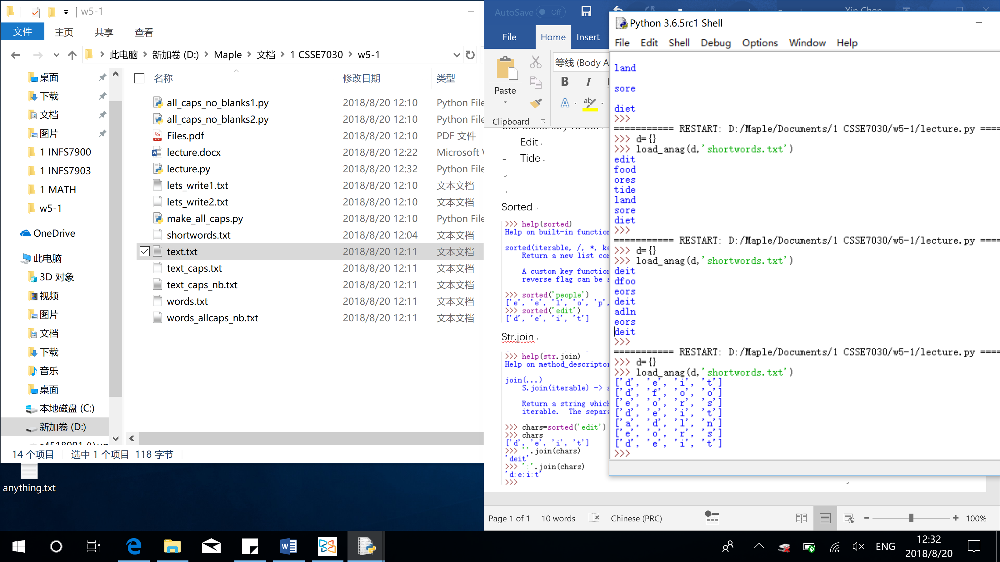 w5-1
文件 主页 共享 查看
此电脑 新加卷 (D:) Maple 文档 1 CSSE7030 w5-1
桌面
下载
文档
图片
1 INFS7900
1 INFS7903
1 MATH
w5-1
OneDrive
此电脑
3D 对象
视频
图片
文档
下载
音乐
桌面
本地磁盘 (C:)
新加卷 (D:)
名称 修改日期 类型
all_caps_no_blanks1.py 2018/8/20 12:10 Python File
all_caps_no_blanks2.py 2018/8/20 12:10 Python File
Files.pdf 2018/8/20 12:10 PDF 文件
lecture.docx 2018/8/20 12:22 Microsoft
lecture.py 2018/8/20 12:32 Python File
lets_write1.txt 2018/8/20 12:10 文本文档
lets_write2.txt 2018/8/20 12:10 文本文档
make_all_caps.py 2018/8/20 12:10 Python File
shortwords.txt 2018/8/20 12:04 文本文档
text.txt 2018/8/20 12:11 文本文档
text_caps.txt 2018/8/20 12:11 文本文档
text_caps_nb.txt 2018/8/20 12:11 文本文档
words.txt 2018/8/20 12:11 文本文档
words_allcaps_nb.txt 2018/8/20 12:11 文本文档
14 个项目 选中 1 个项目 118 字节
anything.txt
AutoSave Off
Xin Chen
File Home Insert
Paste
Clipboard
等线 (Body A
B I
Use dictionary to do:
- Edit
- Tide
Sorted
>>> help(sorted)
Help on built-in function
sorted(iterable, /, *, ke
Return a new list con
A custom key function
reverse flag can be s
>>> sorted('people')
['e', 'e', 'l', 'o', 'p',
>>> sorted('edit')
['d', 'e', 'i', 't']
Str.join
>>> help(str.join)
Help on method_descriptor
join(...)
S.join(iterable) -> s
Return a string which
iterable. The separa
>>> chars=sorted('edit')
>>> chars
['d', 'e', 'i', 't']
>>> ''.join(chars)
'deit'
>>> ':'.join(chars)
'd:e:i:t'
>>>
Page 1 of 1 10 words Chinese (PRC) 100%
Python 3.6.5rc1 Shell
File Edit Shell Debug Options Window Help
land
sore
diet
>>>
=========== RESTART: D:/Maple/Documents/1 CSSE7030/w5-1/lecture.py ====
>>> d={}
>>> load_anag(d,'shortwords.txt')
edit
food
ores
tide
land
sore
diet
>>>
=========== RESTART: D:/Maple/Documents/1 CSSE7030/w5-1/lecture.py ====
>>> d={}
>>> load_anag(d,'shortwords.txt')
deit
dfoo
eors
deit
adln
eors
deit
>>>
=========== RESTART: D:/Maple/Documents/1 CSSE7030/w5-1/lecture.py ====
>>> d={}
>>> load_anag(d,'shortwords.txt')
['d', 'e', 'i', 't']
['d', 'f', 'o', 'o']
['e', 'o', 'r', 's']
['d', 'e', 'i', 't']
['a', 'd', 'l', 'n']
['e', 'o', 'r', 's']
['d', 'e', 'i', 't']
>>>
ENG
12:32
2018/8/20